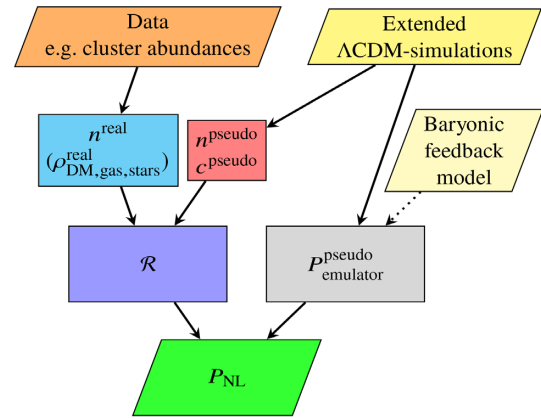 Data
e.g. cluster abundances
Extended
ΛCDM-simulations
n^real
(ρ^real_DM,gas,stars)
n^pseudo
c^pseudo
Baryonic
feedback
model
ℛ
P^pseudo_emulator
P_NL